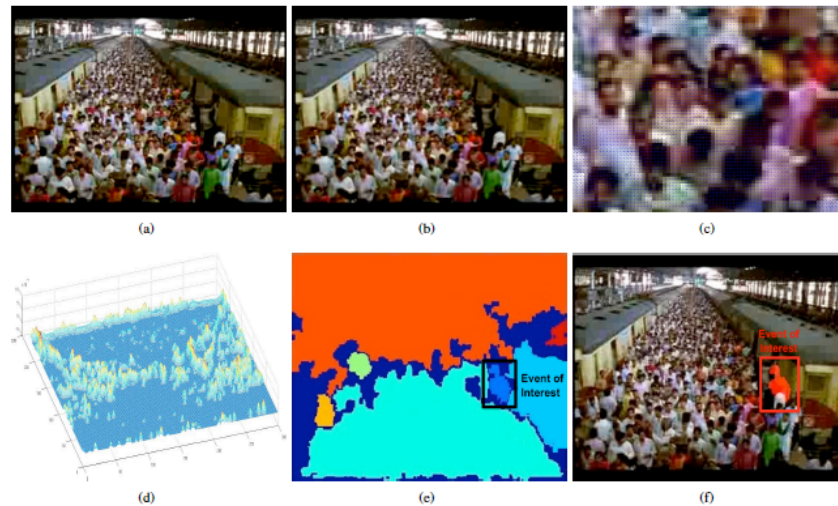 (a)
(b)
(c)
(d)
Event of
Interest
(e)
Event of
Interest
(f)